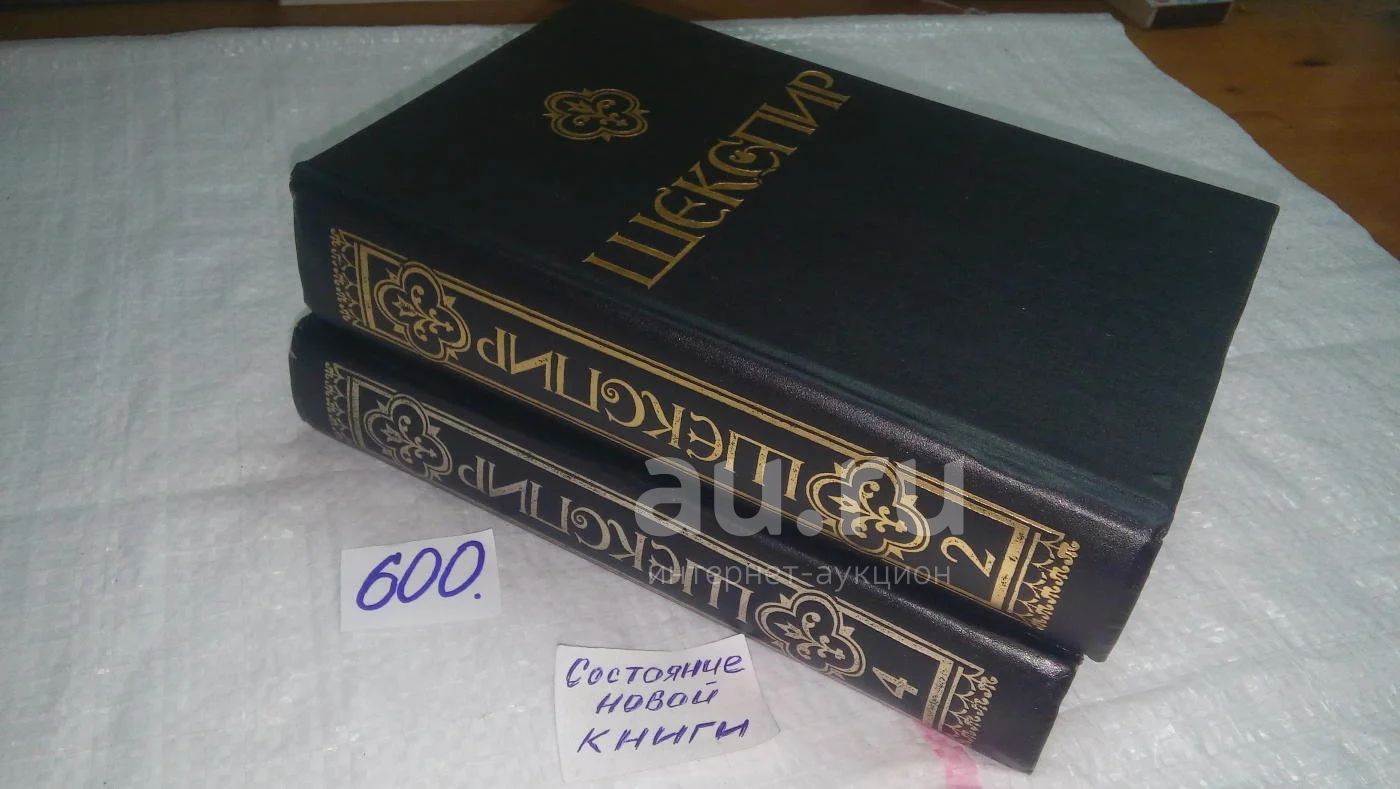 ШЕКСПИР
ШЕКСПИР
2
ШЕКСПИР
4
au.ru
интернет-аукцион
600.
Состояние
новой
книги